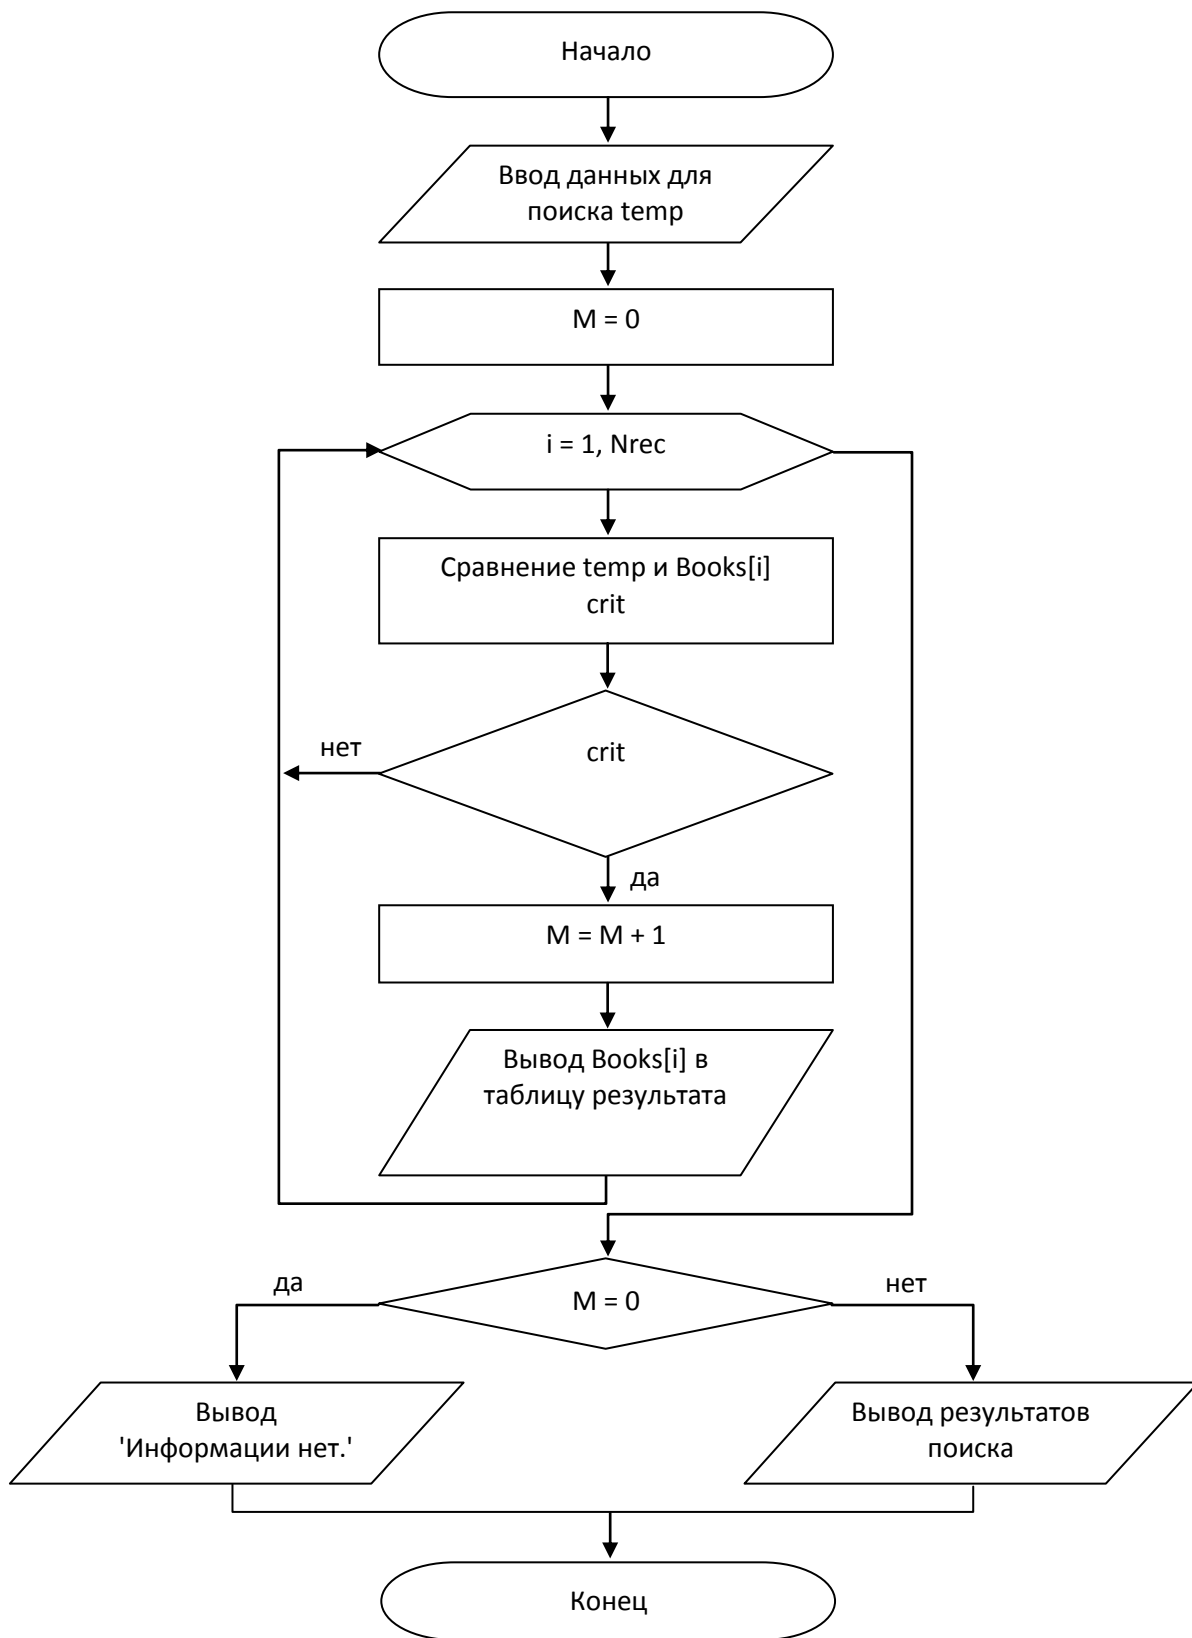 Начало
Ввод данных для
поиска temp
M = 0
i = 1, Nrec
Сравнение temp и Books[i]
crit
нет
crit
да
M = M + 1
Вывод Books[i] в
таблицу результата
да
M = 0
нет
Вывод
'Информации нет.'
Вывод результатов
поиска
Конец